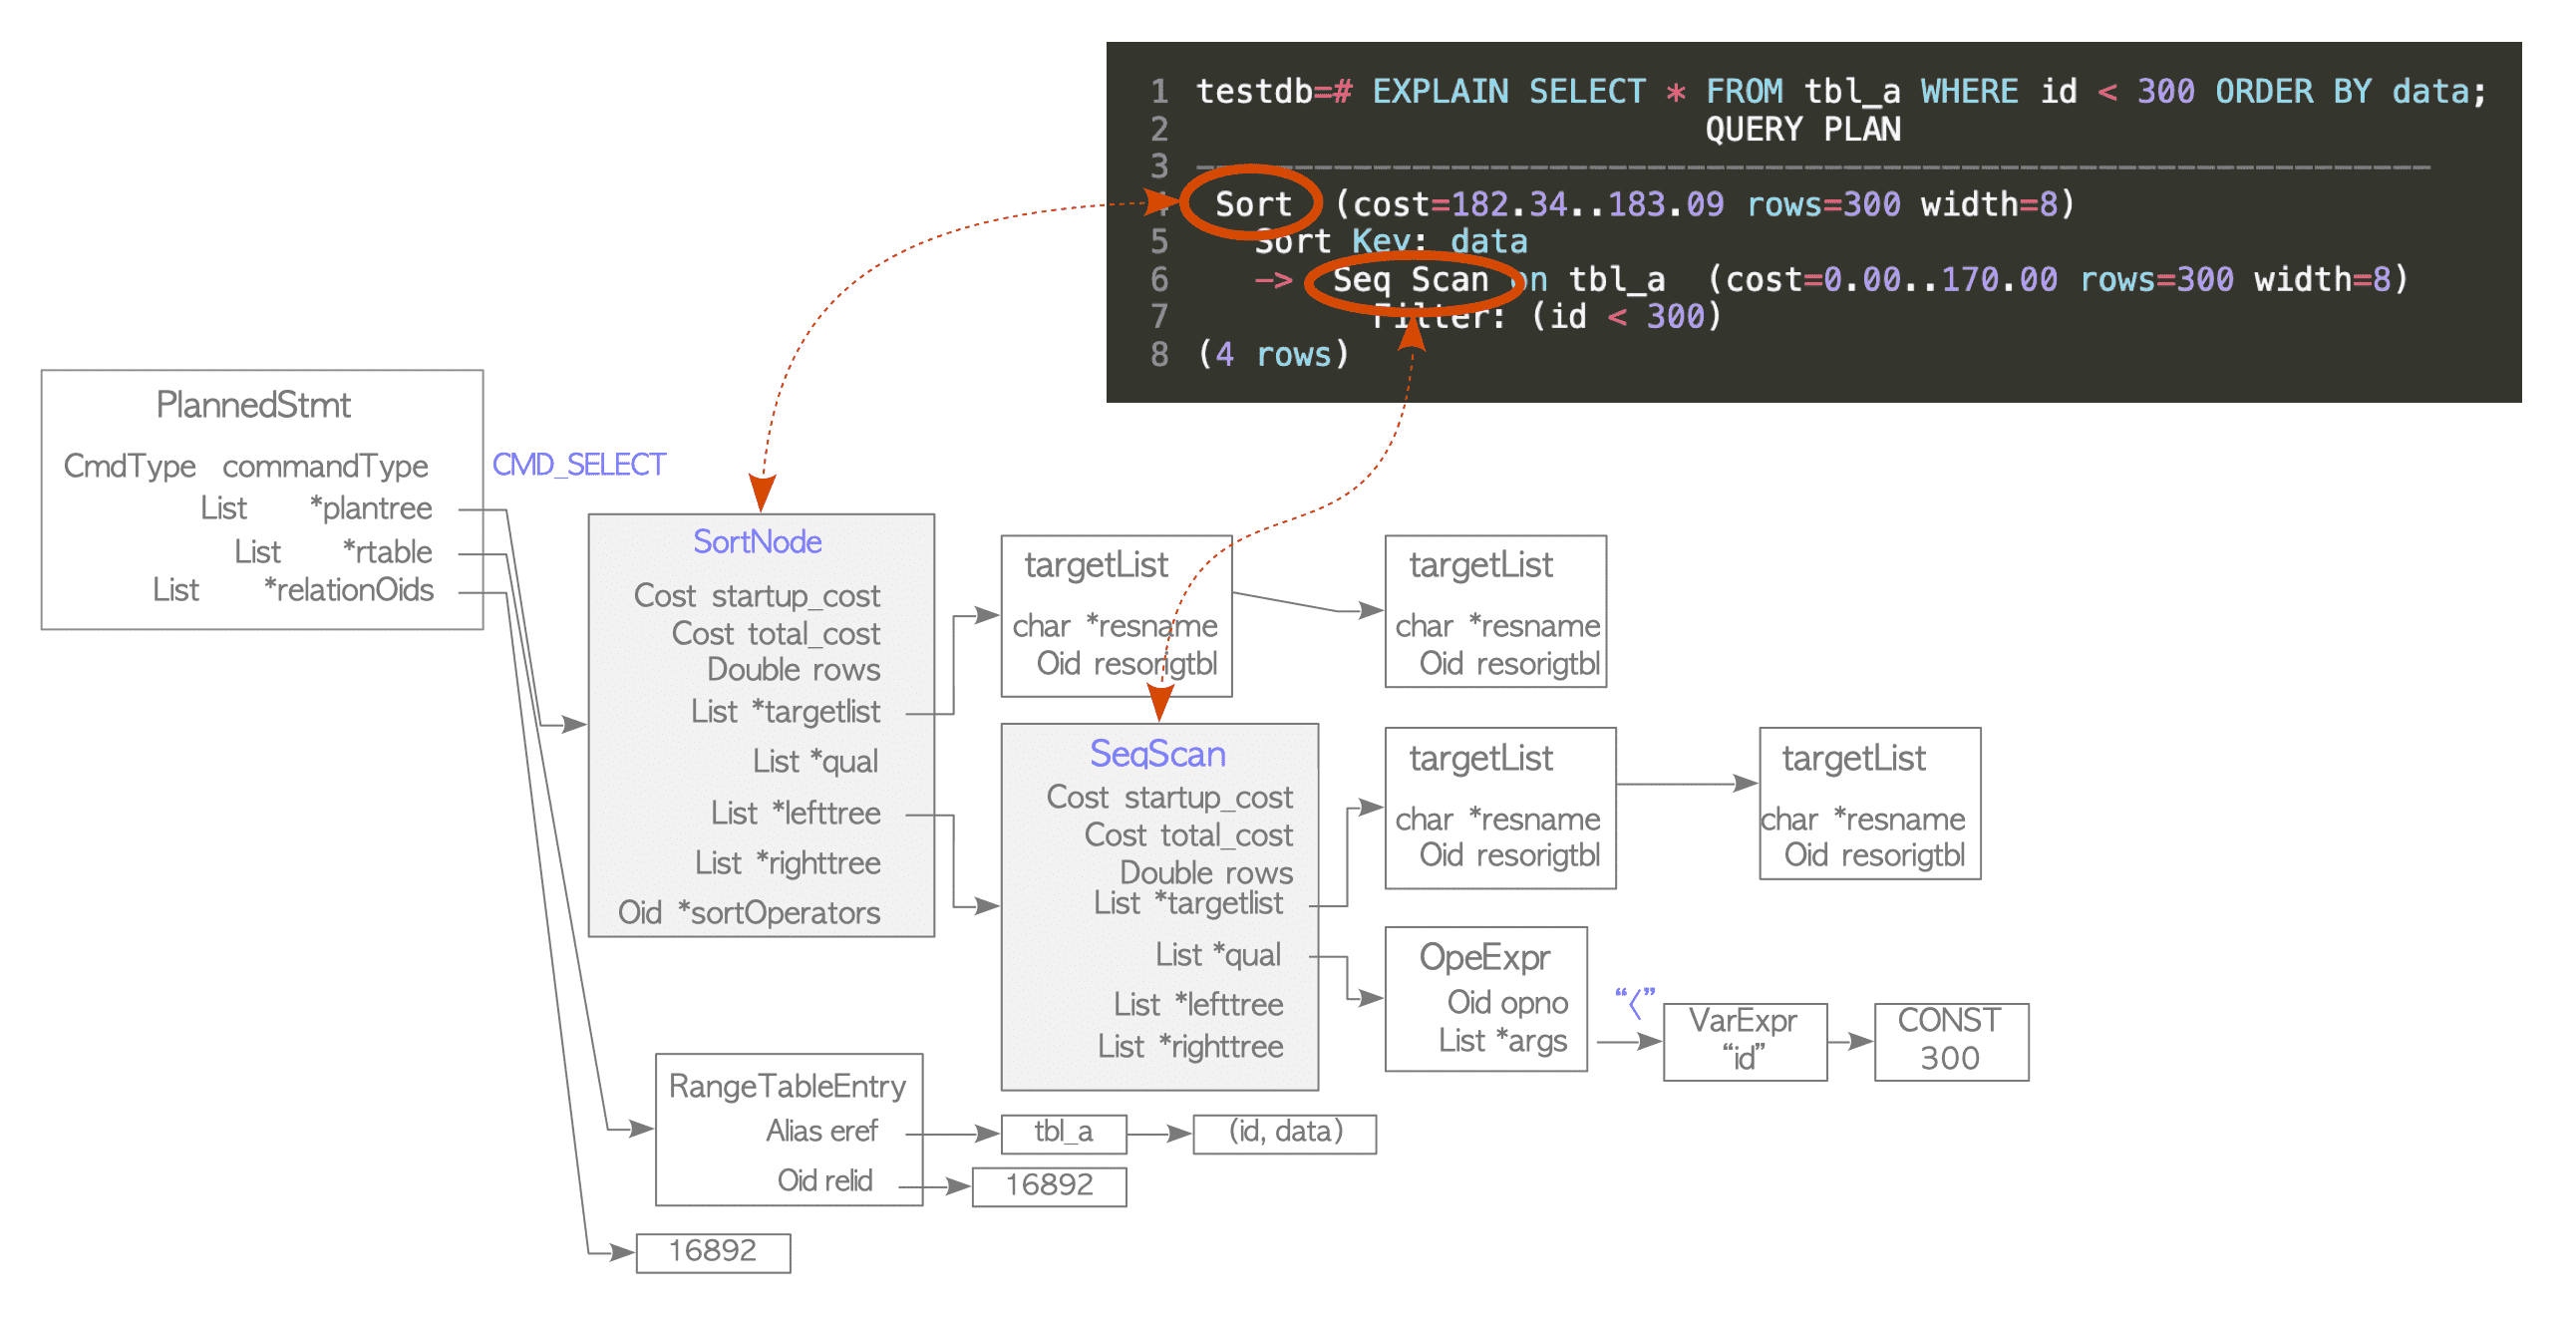 1 testdb=# EXPLAIN SELECT * FROM tbl_a WHERE id < 300 ORDER BY data;
2 QUERY PLAN
3 ---------------------------------------------------------------
4 Sort (cost=182.34..183.09 rows=300 width=8)
5 Sort Key: data
6 -> Seq Scan on tbl_a (cost=0.00..170.00 rows=300 width=8)
7 Filter: (id < 300)
8 (4 rows)
PlannedStmt
CmdType commandType
CMD_SELECT
List *plantree
List *rtable
List *relationOids
SortNode
Cost startup_cost
Cost total_cost
Double rows
List *targetlist
List *qual
List *lefttree
List *righttree
Oid *sortOperators
targetList
char *resname
Oid resorigtbl
targetList
char *resname
Oid resorigtbl
SeqScan
Cost startup_cost
Cost total_cost
Double rows
List *targetlist
List *qual
List *lefttree
List *righttree
targetList
char *resname
Oid resorigtbl
targetList
char *resname
Oid resorigtbl
OpeExpr
Oid opno
List *args
“〈”
VarExpr
“id”
CONST
300
RangeTableEntry
Alias eref
Oid relid
tbl_a
(id, data)
16892
16892